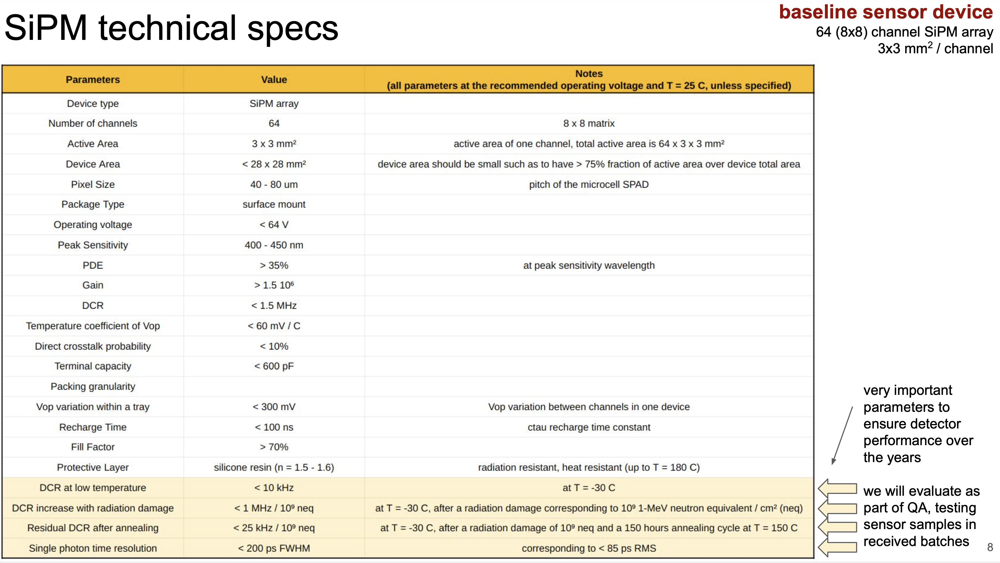 SiPM technical specs
baseline sensor device
64 (8x8) channel SiPM array
3x3 mm² / channel
Parameters Value Notes
(all parameters at the recommended operating voltage and T = 25 C, unless specified)
Device type SiPM array
Number of channels 64 8 x 8 matrix
Active Area 3 x 3 mm² active area of one channel, total active area is 64 x 3 x 3 mm²
Device Area < 28 x 28 mm² device area should be small such as to have > 75% fraction of active area over device total area
Pixel Size 40 - 80 um pitch of the microcell SPAD
Package Type surface mount
Operating voltage < 64 V
Peak Sensitivity 400 - 450 nm
PDE > 35% at peak sensitivity wavelength
Gain > 1.5 10⁶
DCR < 1.5 MHz
Temperature coefficient of Vop < 60 mV / C
Direct crosstalk probability < 10%
Terminal capacity < 600 pF
Packing granularity
Vop variation within a tray < 300 mV Vop variation between channels in one device
Recharge Time < 100 ns ctau recharge time constant
Fill Factor > 70%
Protective Layer silicone resin (n = 1.5 - 1.6) radiation resistant, heat resistant (up to T = 180 C)
DCR at low temperature < 10 kHz at T = -30 C
DCR increase with radiation damage < 1 MHz / 10⁹ neq at T = -30 C, after a radiation damage corresponding to 10⁹ 1-MeV neutron equivalent / cm² (neq)
Residual DCR after annealing < 25 kHz / 10⁹ neq at T = -30 C, after a radiation damage of 10⁹ neq and a 150 hours annealing cycle at T = 150 C
Single photon time resolution < 200 ps FWHM corresponding to < 85 ps RMS
very important
parameters to
ensure detector
performance over
the years
we will evaluate as
part of QA, testing
sensor samples in
received batches
8